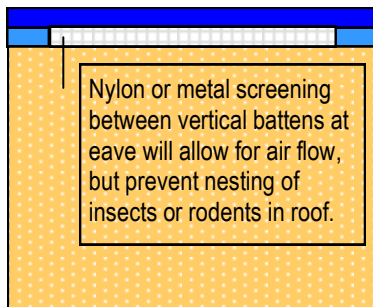 Nylon or metal screening
between vertical battens at
eave will allow for air flow,
but prevent nesting of
insects or rodents in roof.